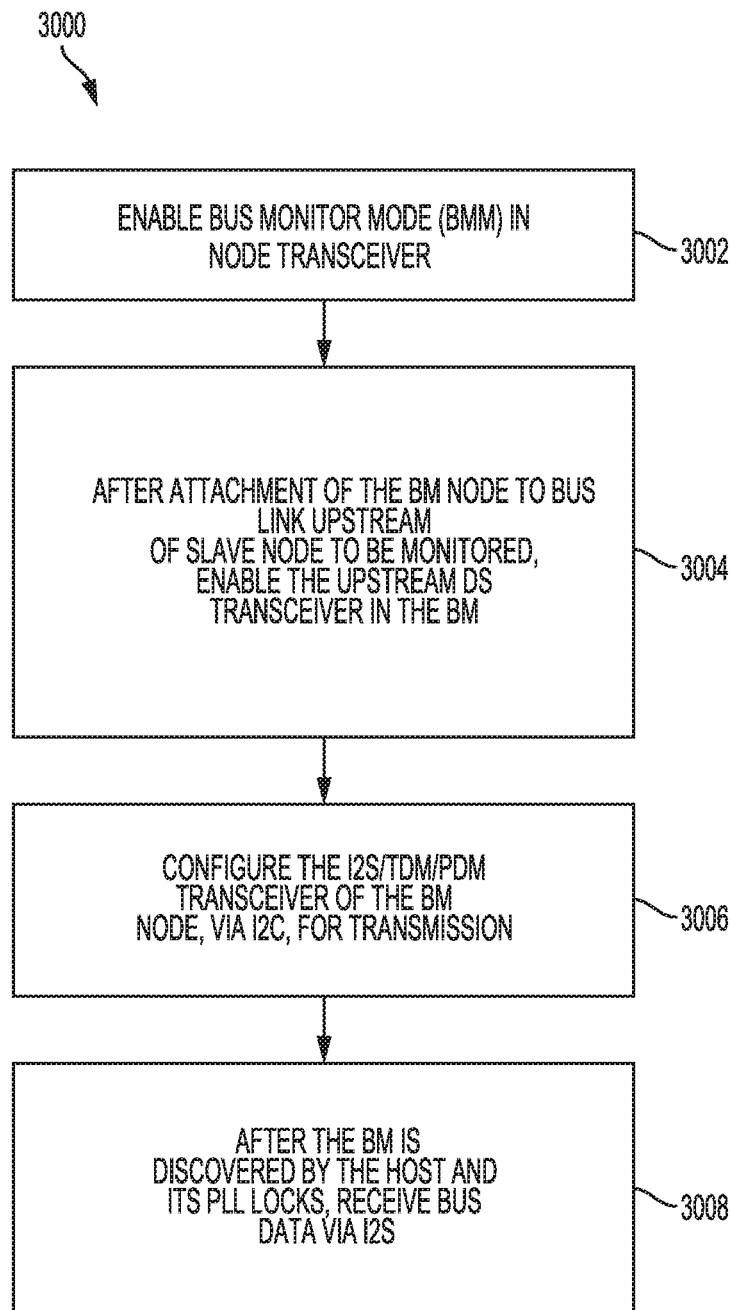 3000
ENABLE BUS MONITOR MODE (BMM) IN
NODE TRANSCEIVER
3002
AFTER ATTACHMENT OF THE BM NODE TO BUS
LINK UPSTREAM
OF SLAVE NODE TO BE MONITORED,
ENABLE THE UPSTREAM DS
TRANSCEIVER IN THE BM
3004
CONFIGURE THE I2S/TDM/PDM
TRANSCEIVER OF THE BM
NODE, VIA I2C, FOR TRANSMISSION
3006
AFTER THE BM IS
DISCOVERED BY THE HOST AND
ITS PLL LOCKS, RECEIVE BUS
DATA VIA I2S
3008